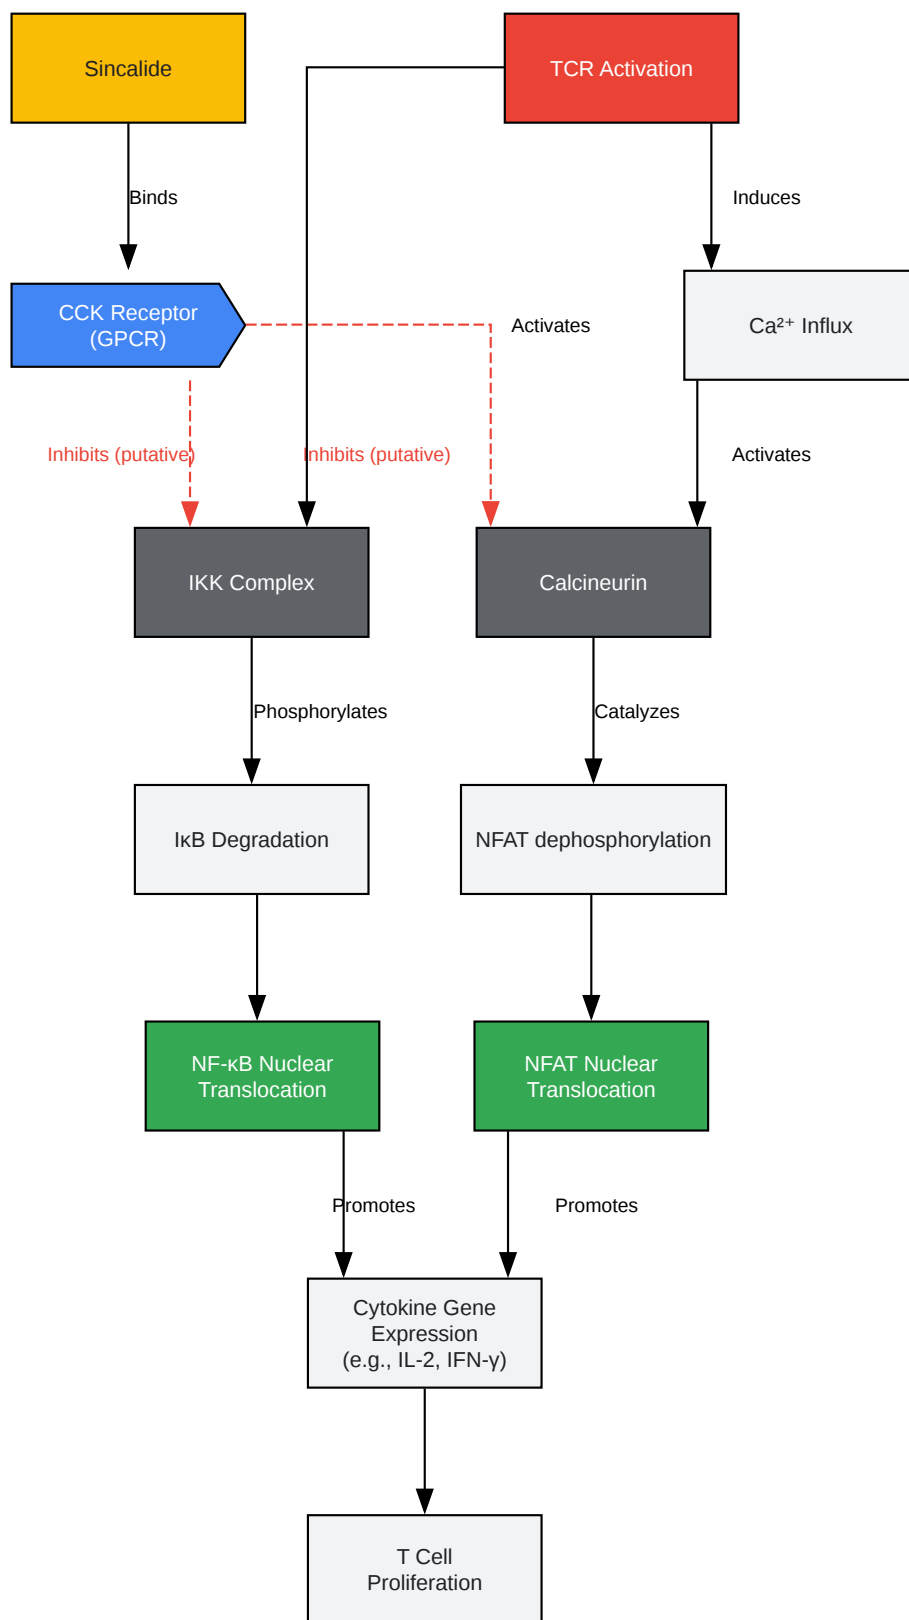 Sincalide
TCR Activation
Binds
Induces
CCK Receptor
(GPCR)
Activates
Ca²⁺ Influx
Inhibits (putative)
Inhibits (putative)
Activates
IKK Complex
Calcineurin
Phosphorylates
Catalyzes
IκB Degradation
NFAT dephosphorylation
NF-κB Nuclear
Translocation
NFAT Nuclear
Translocation
Promotes
Promotes
Cytokine Gene
Expression
(e.g., IL-2, IFN-γ)
T Cell
Proliferation